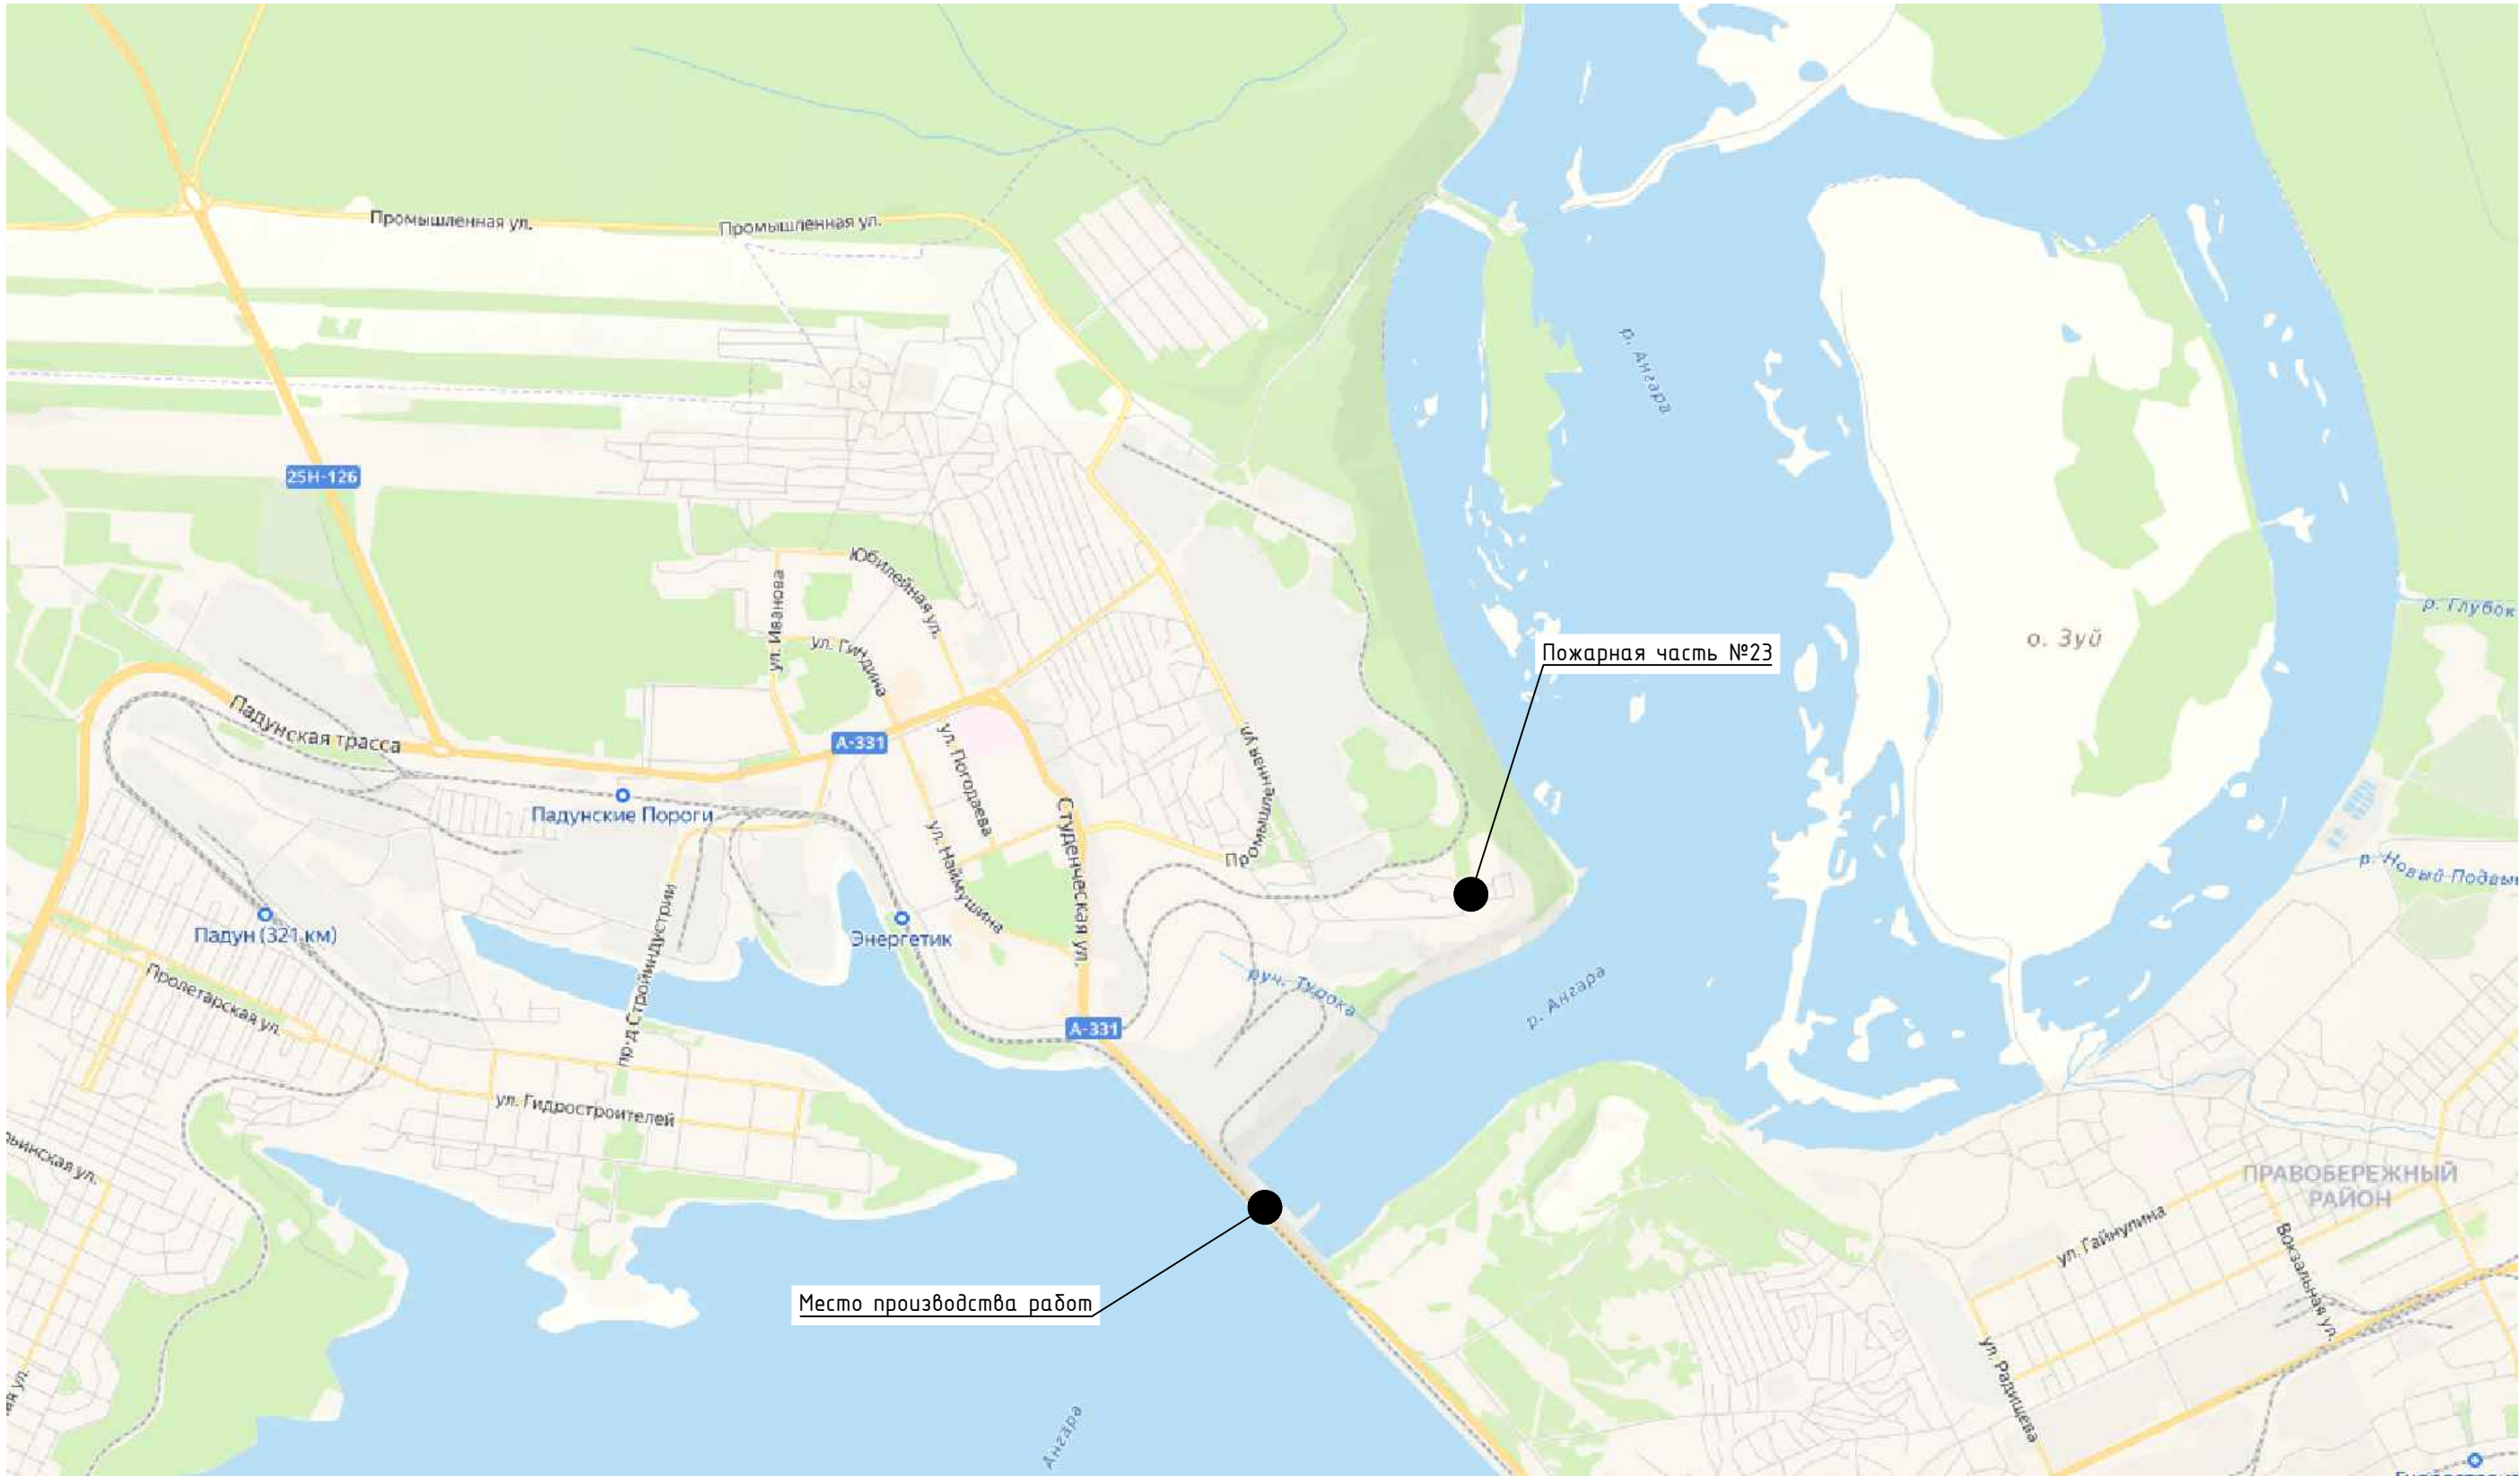 Промышленная ул.
Промышленная ул.
р. Ангара
25Н-126
Юбилейная ул.
ул. Иванова
ул. Гиндина
р. Глубок
о. Зуй
Пожарная часть №23
Падунская трасса
А-331
ул. Погодаева
Промышленная ул.
Падунские Пороги
Студенческая ул.
ул. Наймушина
р. Новый Подъем
Падун (321 км)
Энергетик
пр-д Стройиндустрии
Пролетарская ул.
руч. Турока
р. Ангара
А-331
ул. Гидростроителей
ПРАВОБЕРЕЖНЫЙ
РАЙОН
ул. Гайнулина
Вокзальная ул.
Место производства работ
ул. Радищева
Ангара